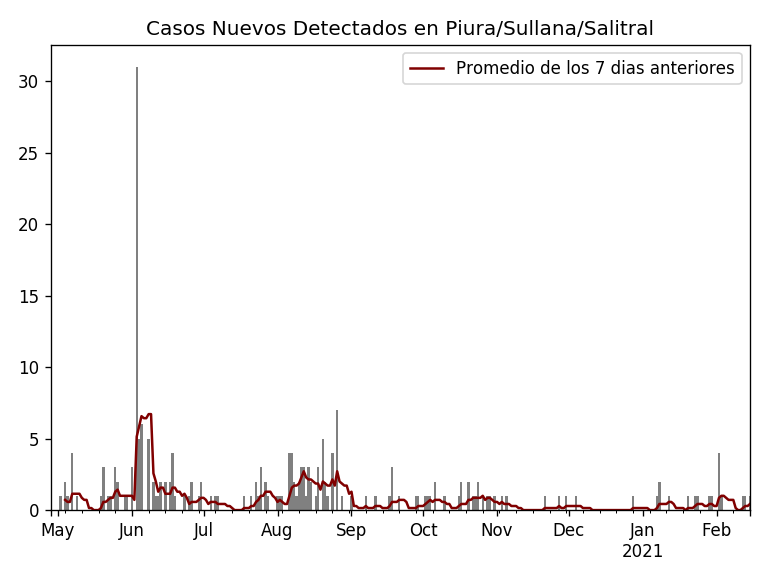 Casos Nuevos Detectados en Piura/Sullana/Salitral
Promedio de los 7 dias anteriores
30
25
20
15
10
5
0
May Jun Jul Aug Sep Oct Nov Dec Jan Feb
2021